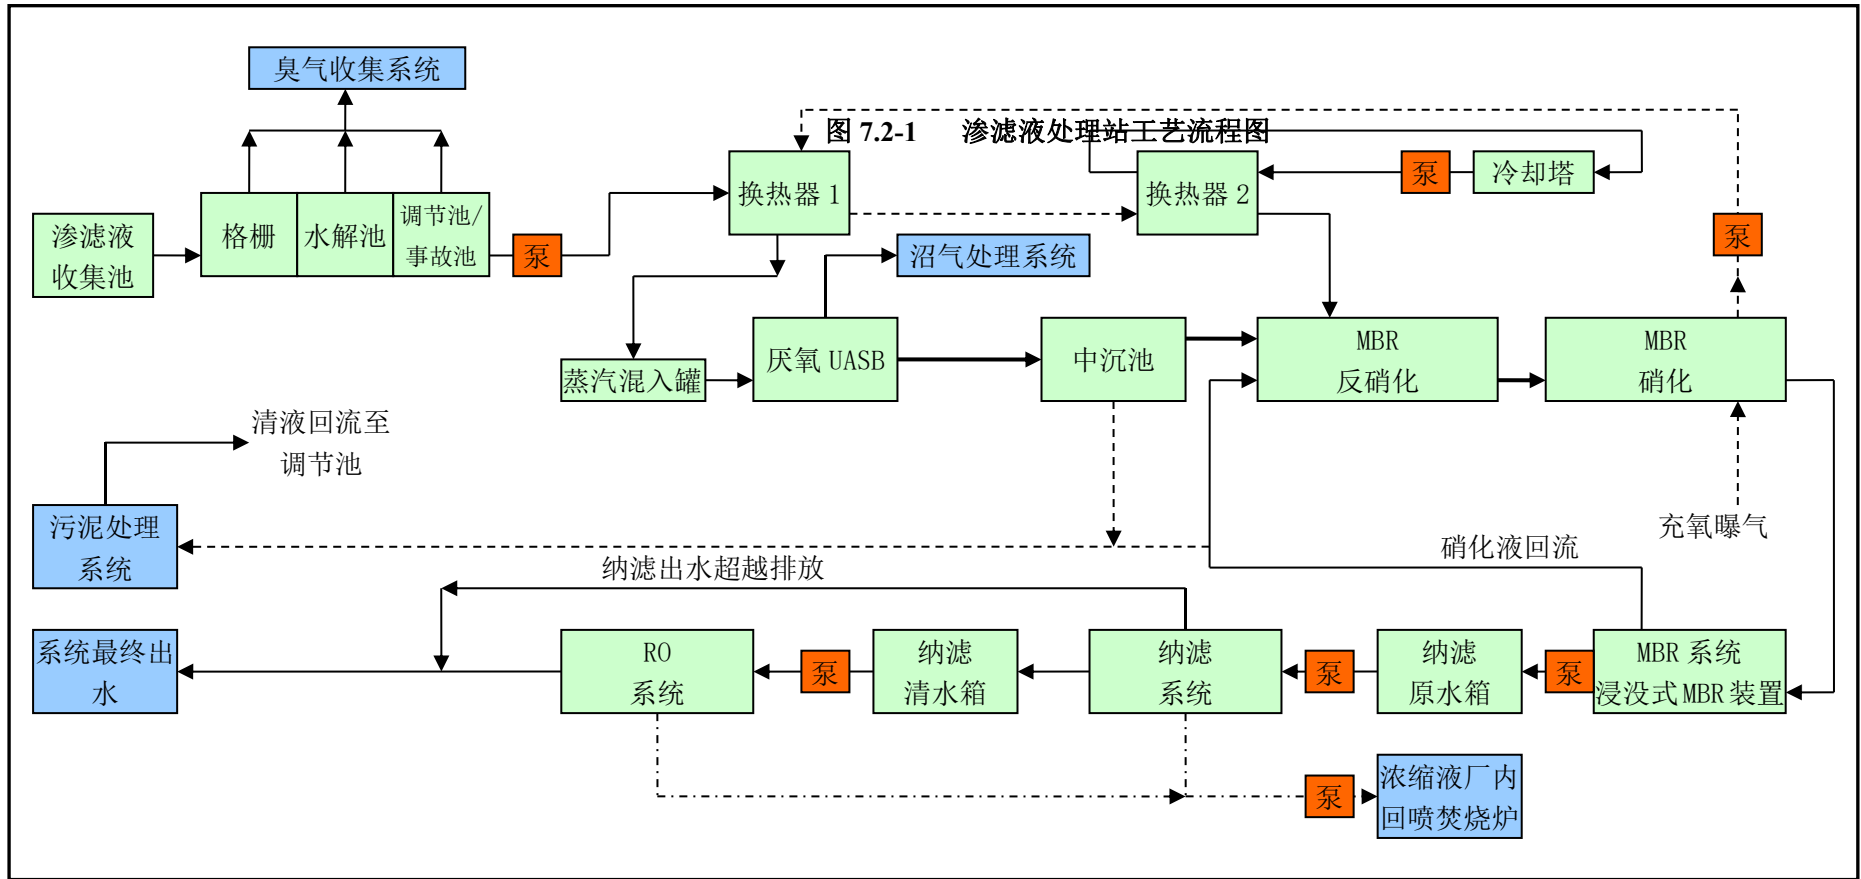 臭气收集系统
图 7.2-1 渗滤液处理站工艺流程图
渗滤液
收集池
格栅
水解池
调节池/
事故池
泵
换热器 1
换热器 2
泵
冷却塔
泵
沼气处理系统
蒸汽混入罐
厌氧 UASB
中沉池
MBR
反硝化
MBR
硝化
清液回流至
调节池
污泥处理
系统
充氧曝气
硝化液回流
纳滤出水超越排放
系统最终出
水
RO
系统
泵
纳滤
清水箱
纳滤
系统
泵
纳滤
原水箱
泵
MBR 系统
浸没式 MBR 装置
泵
浓缩液厂内
回喷焚烧炉